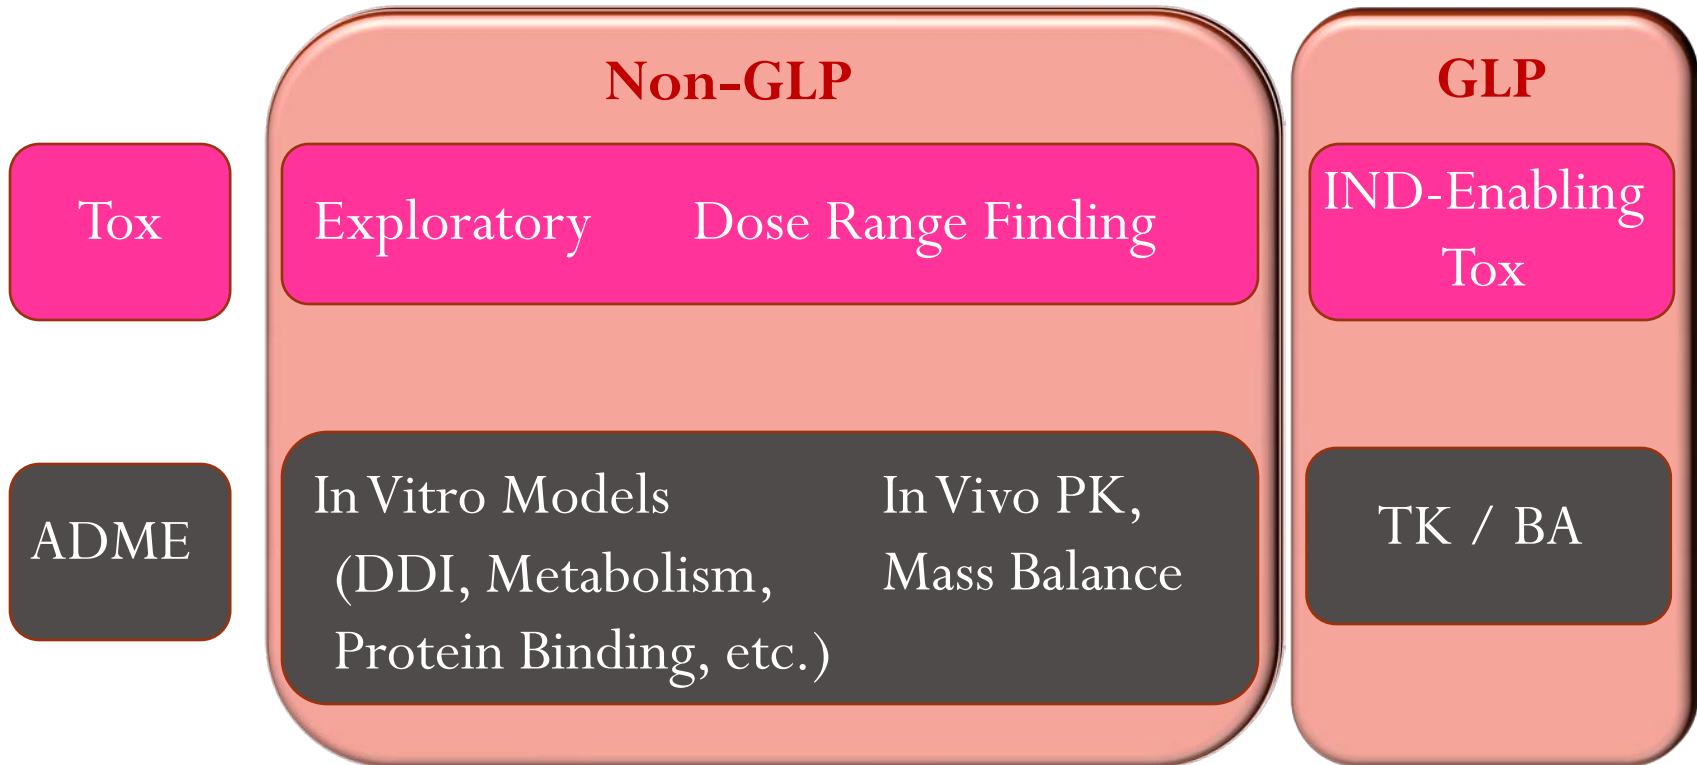 Non-GLP
GLP
Tox
Exploratory
Dose Range Finding
IND-Enabling
Tox
ADME
In Vitro Models
(DDI, Metabolism,
Protein Binding, etc.)
In Vivo PK,
Mass Balance
TK / BA